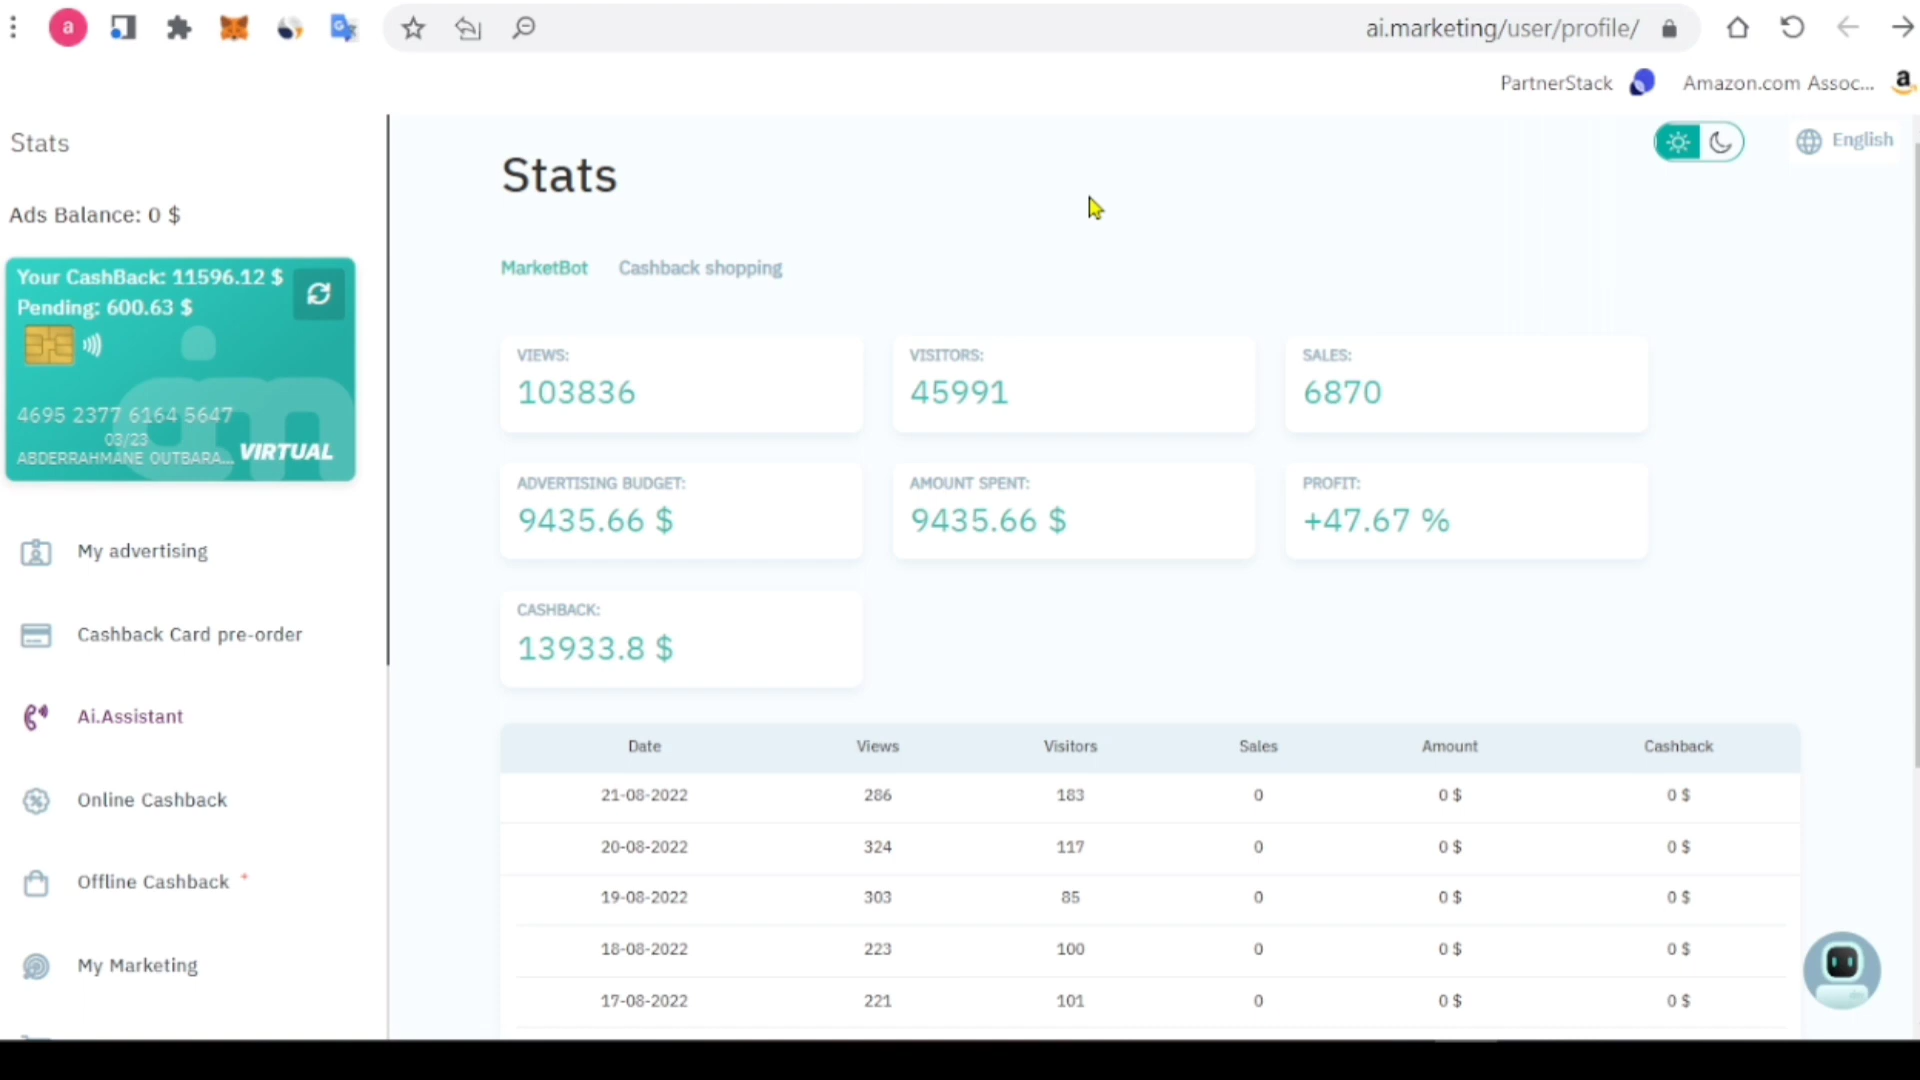 a
ai.marketing/user/profile/
PartnerStack
Amazon.com Assoc...
Stats
Ads Balance: 0 $
Your CashBack: 11596.12 $
Pending: 600.63 $
4695 2377 6164 5647
03/23
ABDERRAHMANE OUTBARA...
VIRTUAL
My advertising
Cashback Card pre-order
Ai.Assistant
Online Cashback
Offline Cashback *
My Marketing
English
Stats
MarketBot Cashback shopping
VIEWS:
103836
VISITORS:
45991
SALES:
6870
ADVERTISING BUDGET:
9435.66 $
AMOUNT SPENT:
9435.66 $
PROFIT:
+47.67 %
CASHBACK:
13933.8 $
Date Views Visitors Sales Amount Cashback
21-08-2022 286 183 0 0 $ 0 $
20-08-2022 324 117 0 0 $ 0 $
19-08-2022 303 85 0 0 $ 0 $
18-08-2022 223 100 0 0 $ 0 $
17-08-2022 221 101 0 0 $ 0 $